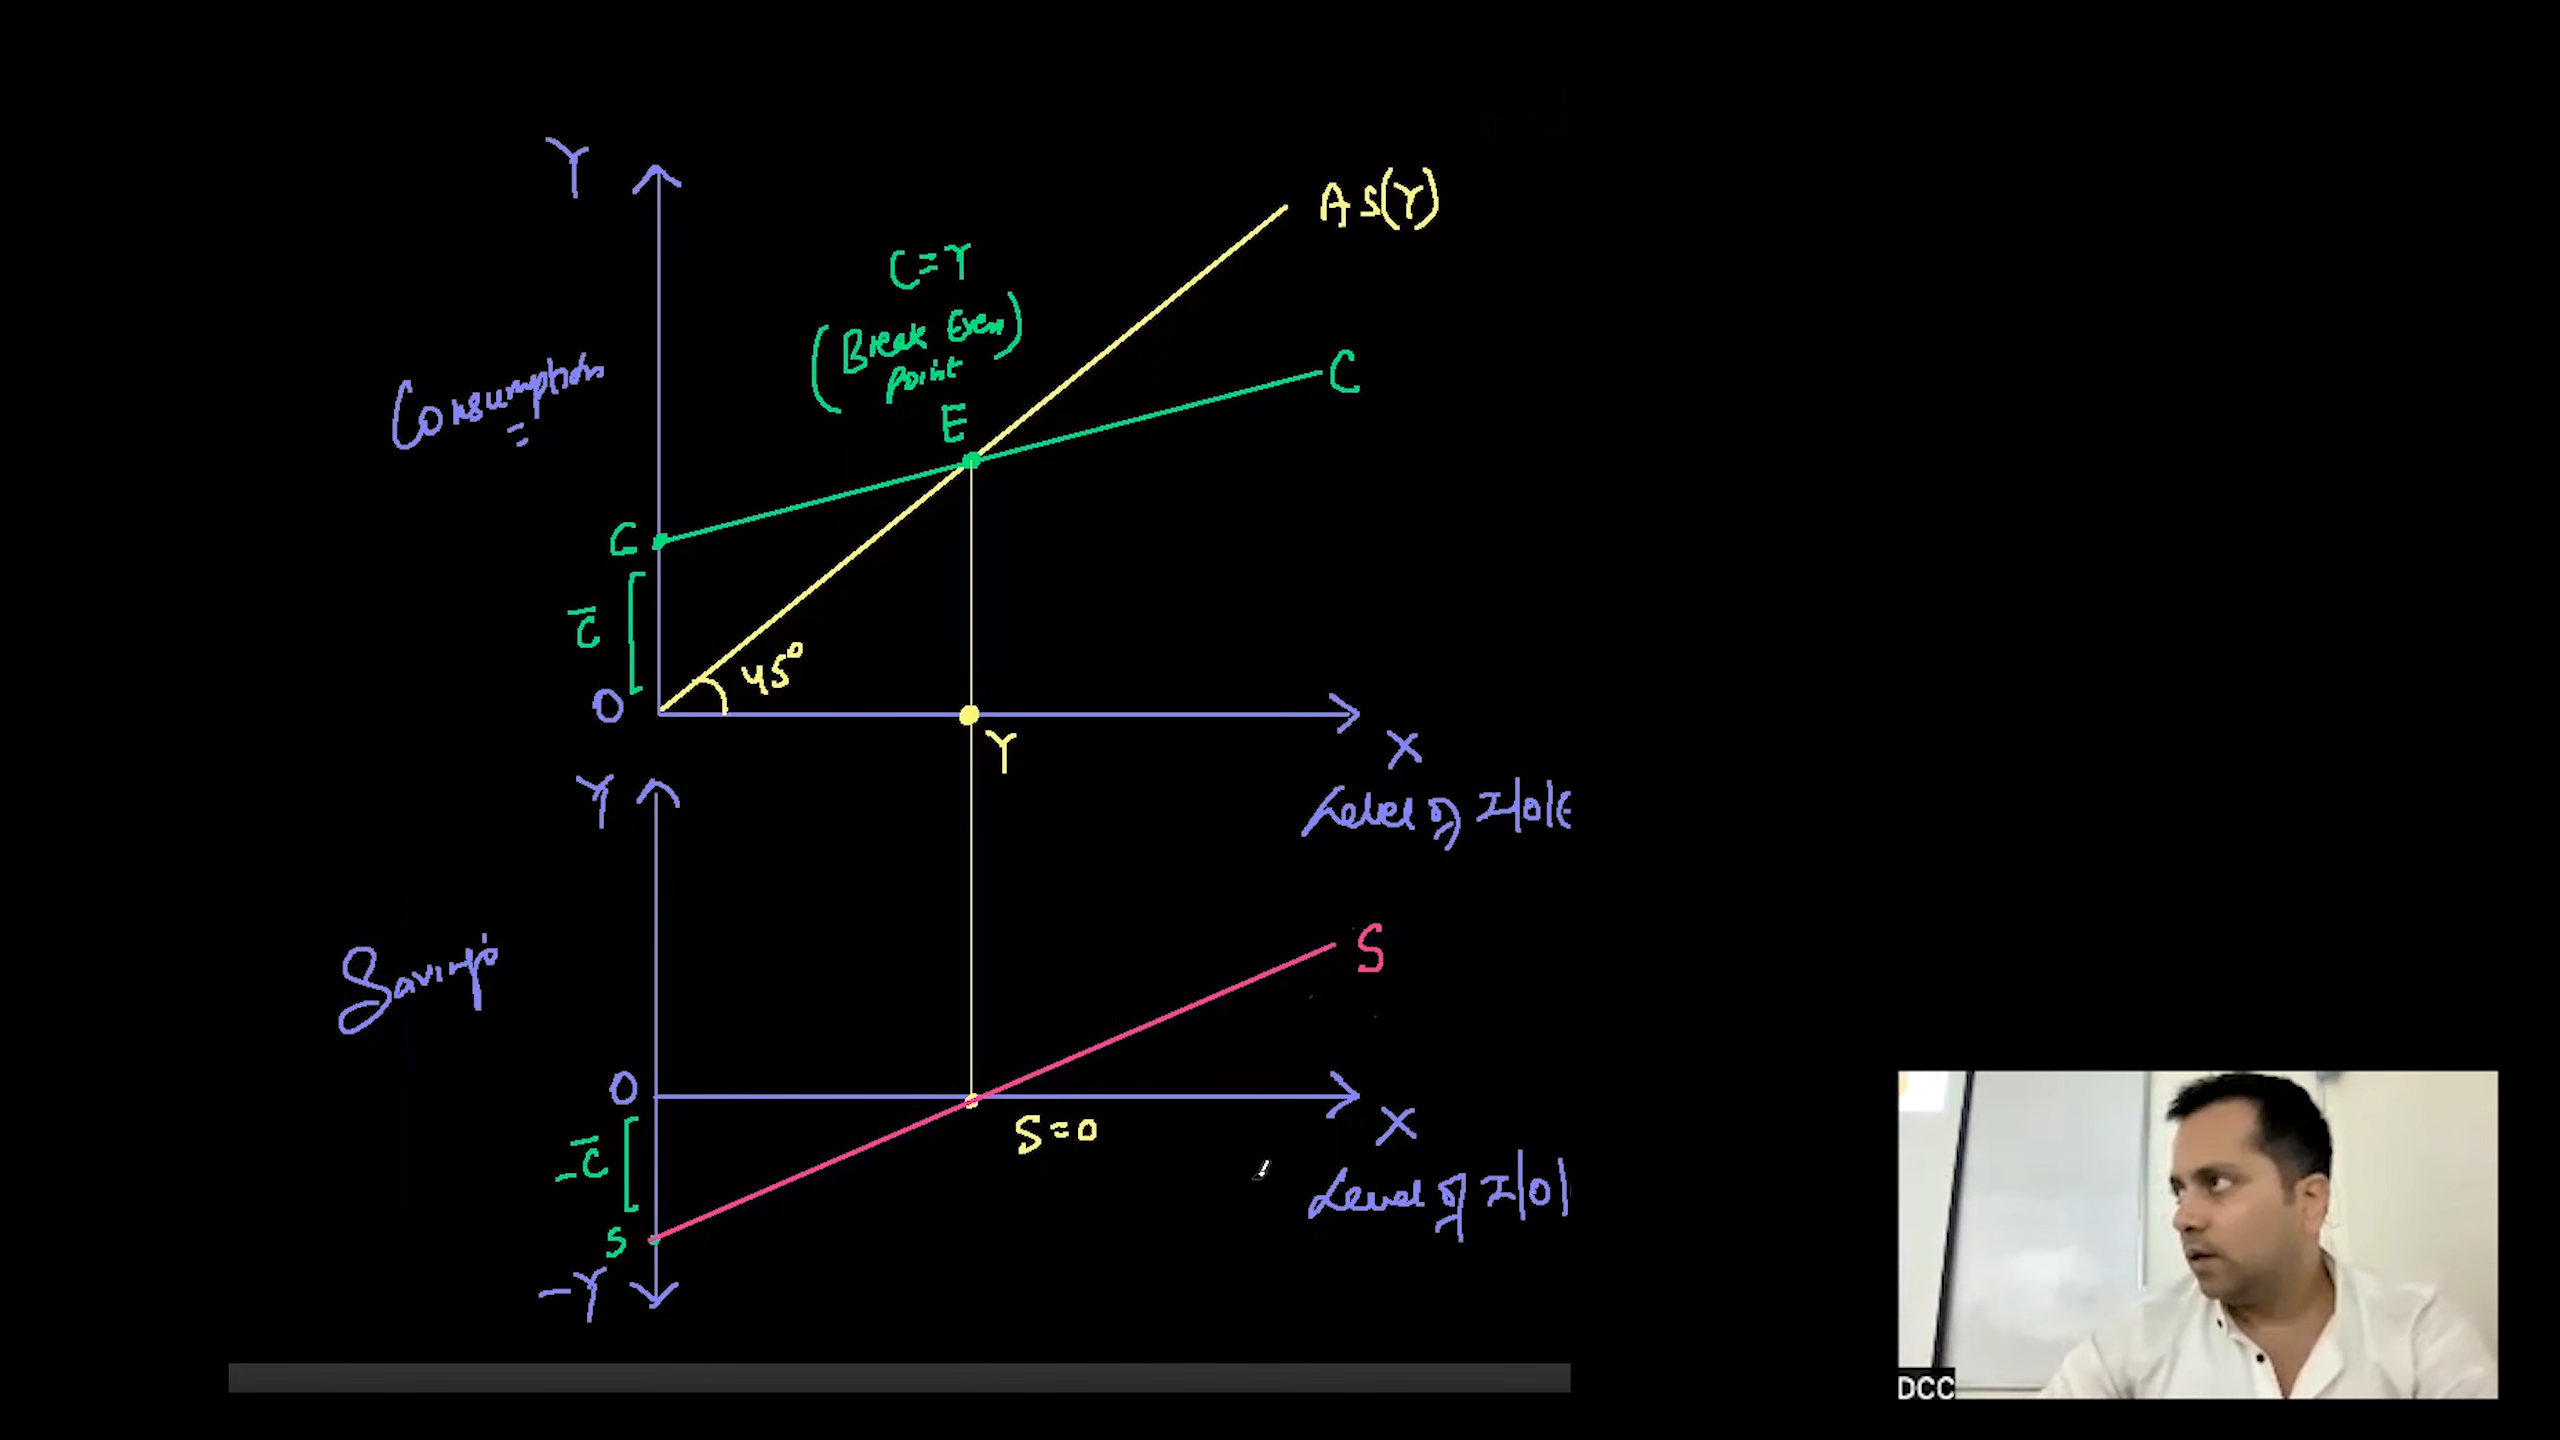 Y
AS(Y)
C=Y
(Break Even
point)
Consumption
E
C
C
c̄
45°
O
Y
X
Level of I|O|E
Y
Savings
S
O
S=0
X
-c̄
Level of I|O|
S
-Y
DCC